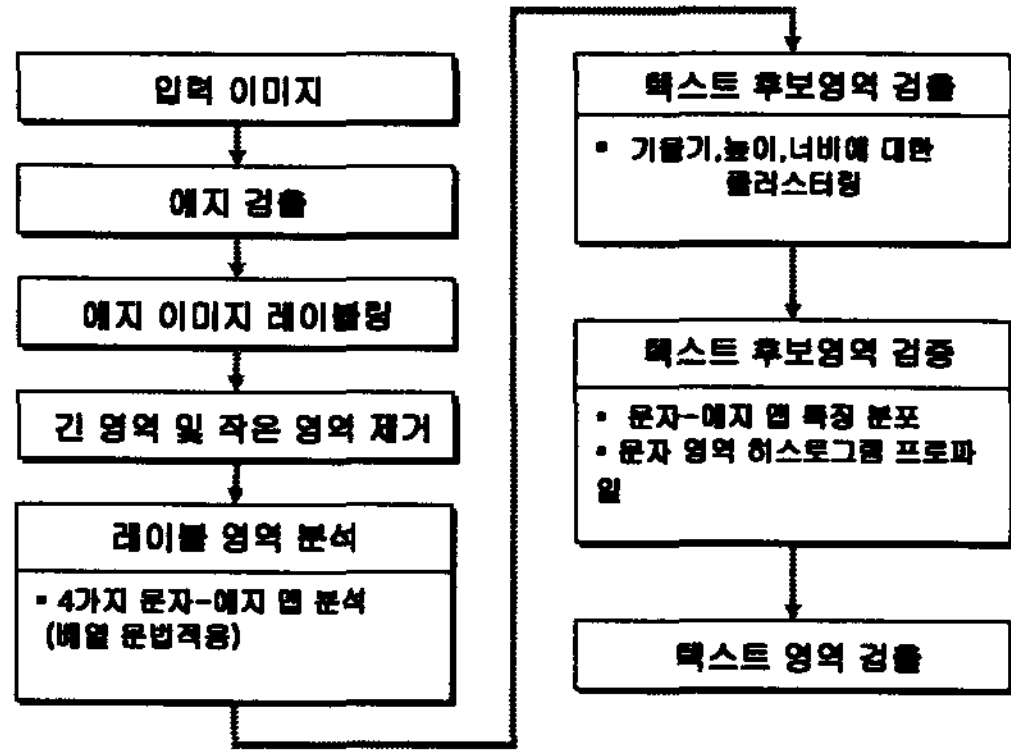 입력 이미지
에지 검출
에지 이미지 레이블링
긴 영역 및 작은 영역 제거
레이블 영역 분석
▪ 4가지 문자-에지 맵 분석
(배열 문법적용)
텍스트 후보영역 검출
▪ 기울기,높이,너비에 대한
클러스터링
텍스트 후보영역 검증
▪ 문자-에지 맵 특징 분포
▪ 문자 영역 히스토그램 프로파
일
텍스트 영역 검출